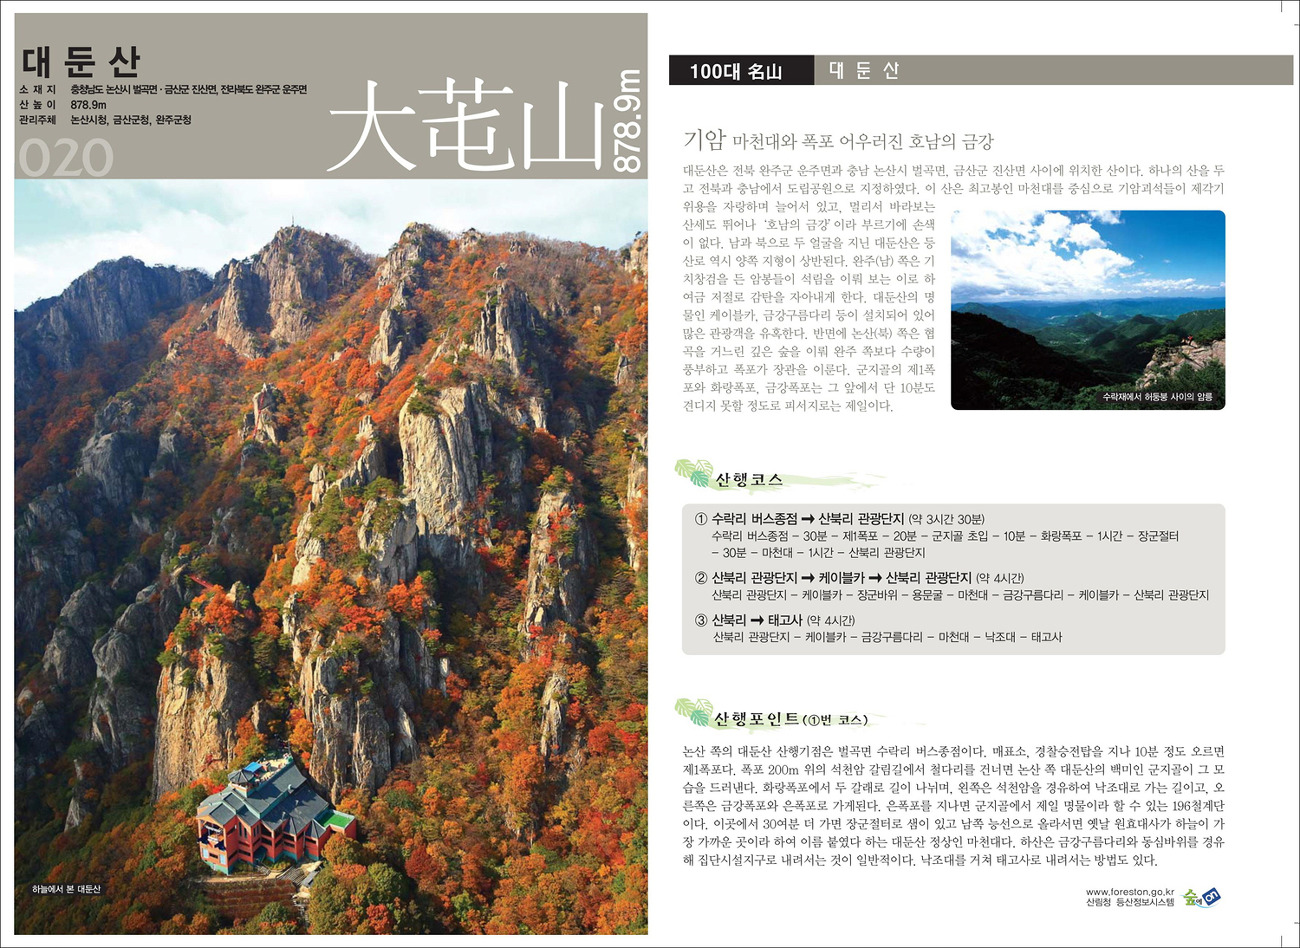 대둔산
소 재 지 충청남도 논산시 벌곡면 · 금산군 진산면, 전라북도 완주군 운주면
산 높 이 878.9m
관리주체 논산시청, 금산군청, 완주군청
020
大芚山
878.9m
하늘에서 본 대둔산
100대 名山 대 둔 산
기암 마천대와 폭포 어우러진 호남의 금강
대둔산은 전북 완주군 운주면과 충남 논산시 벌곡면, 금산군 진산면 사이에 위치한 산이다. 하나의 산을 두
고 전북과 충남에서 도립공원으로 지정하였다. 이 산은 최고봉인 마천대를 중심으로 기암괴석들이 제각기
위용을 자랑하며 늘어서 있고, 멀리서 바라보는
산세도 뛰어나 '호남의 금강'이라 부르기에 손색
이 없다. 남과 북으로 두 얼굴을 지닌 대둔산은 등
산로 역시 양쪽 지형이 상반된다. 완주(남) 쪽은 기
치창검을 든 암봉들이 석림을 이뤄 보는 이로 하
여금 저절로 감탄을 자아내게 한다. 대둔산의 명
물인 케이블카, 금강구름다리 등이 설치되어 있어
많은 관광객을 유혹한다. 반면에 논산(북) 쪽은 협
곡을 거느린 깊은 숲을 이뤄 완주 쪽보다 수량이
풍부하고 폭포가 장관을 이룬다. 군지골의 제1폭
포와 화랑폭포, 금강폭포는 그 앞에서 단 10분도
견디지 못할 정도로 피서지로는 제일이다.
수락재에서 허둥봉 사이의 암릉
산행코스
① 수락리 버스종점 ➞ 산북리 관광단지 (약 3시간 30분)
수락리 버스종점 – 30분 – 제1폭포 – 20분 – 군지골 초입 – 10분 – 화랑폭포 – 1시간 – 장군절터
– 30분 – 마천대 – 1시간 – 산북리 관광단지
② 산북리 관광단지 ➞ 케이블카 ➞ 산북리 관광단지 (약 4시간)
산북리 관광단지 – 케이블카 – 장군바위 – 용문굴 – 마천대 – 금강구름다리 – 케이블카 – 산북리 관광단지
③ 산북리 ➞ 태고사 (약 4시간)
산북리 관광단지 – 케이블카 – 금강구름다리 – 마천대 – 낙조대 – 태고사
산행포인트(①번 코스)
논산 쪽의 대둔산 산행기점은 벌곡면 수락리 버스종점이다. 매표소, 경찰승전탑을 지나 10분 정도 오르면
제1폭포다. 폭포 200m 위의 석천암 갈림길에서 철다리를 건너면 논산 쪽 대둔산의 백미인 군지골이 그 모
습을 드러낸다. 화랑폭포에서 두 갈래로 길이 나뉘며, 왼쪽은 석천암을 경유하여 낙조대로 가는 길이고, 오
른쪽은 금강폭포와 은폭포로 가게된다. 은폭포를 지나면 군지골에서 제일 명물이라 할 수 있는 196철계단
이다. 이곳에서 30여분 더 가면 장군절터로 샘이 있고 남쪽 능선으로 올라서면 옛날 원효대사가 하늘이 가
장 가까운 곳이라 하여 이름 붙였다 하는 대둔산 정상인 마천대다. 하산은 금강구름다리와 동심바위를 경유
해 집단시설지구로 내려서는 것이 일반적이다. 낙조대를 거쳐 태고사로 내려서는 방법도 있다.
www.foreston.go.kr
산림청 등산정보시스템
숲에on